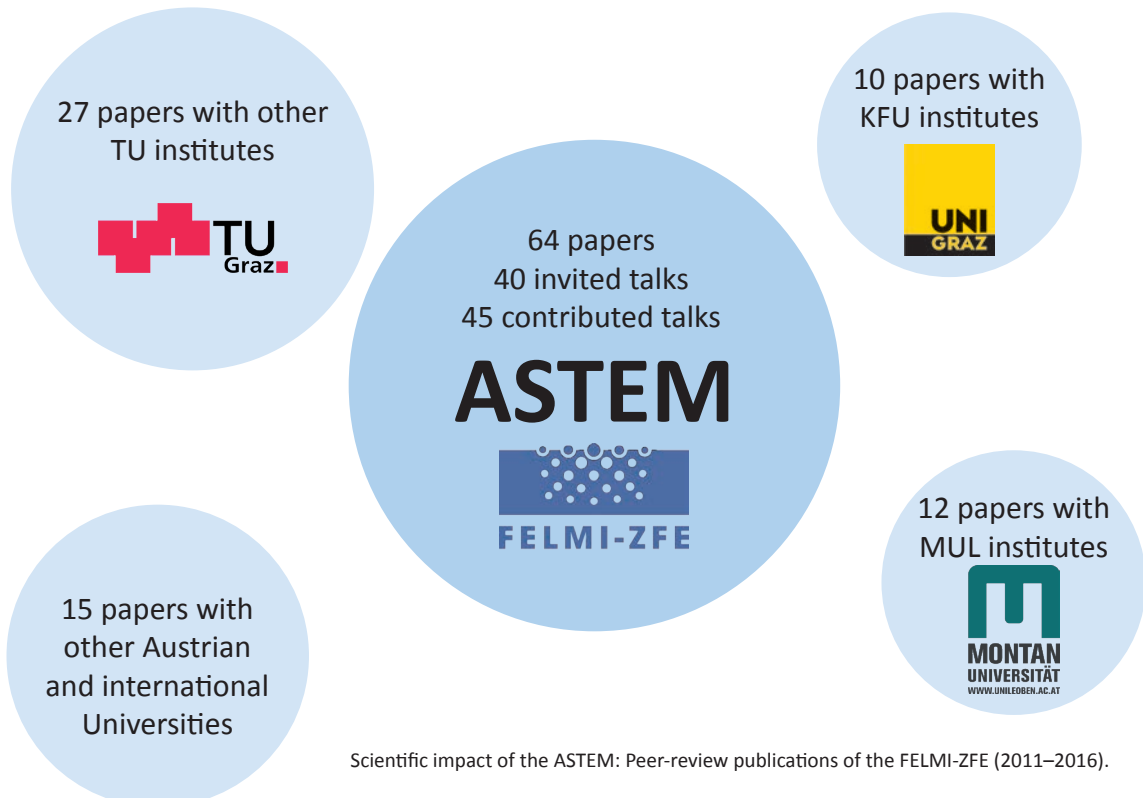 27 papers with other
TU institutes
TU
Graz
10 papers with
KFU institutes
UNI
GRAZ
64 papers
40 invited talks
45 contributed talks
ASTEM
FELMI-ZFE
15 papers with
other Austrian
and international
Universities
12 papers with
MUL institutes
MONTAN
UNIVERSITÄT
WWW.UNILEOBEN.AC.AT
Scientific impact of the ASTEM: Peer-review publications of the FELMI-ZFE (2011–2016).